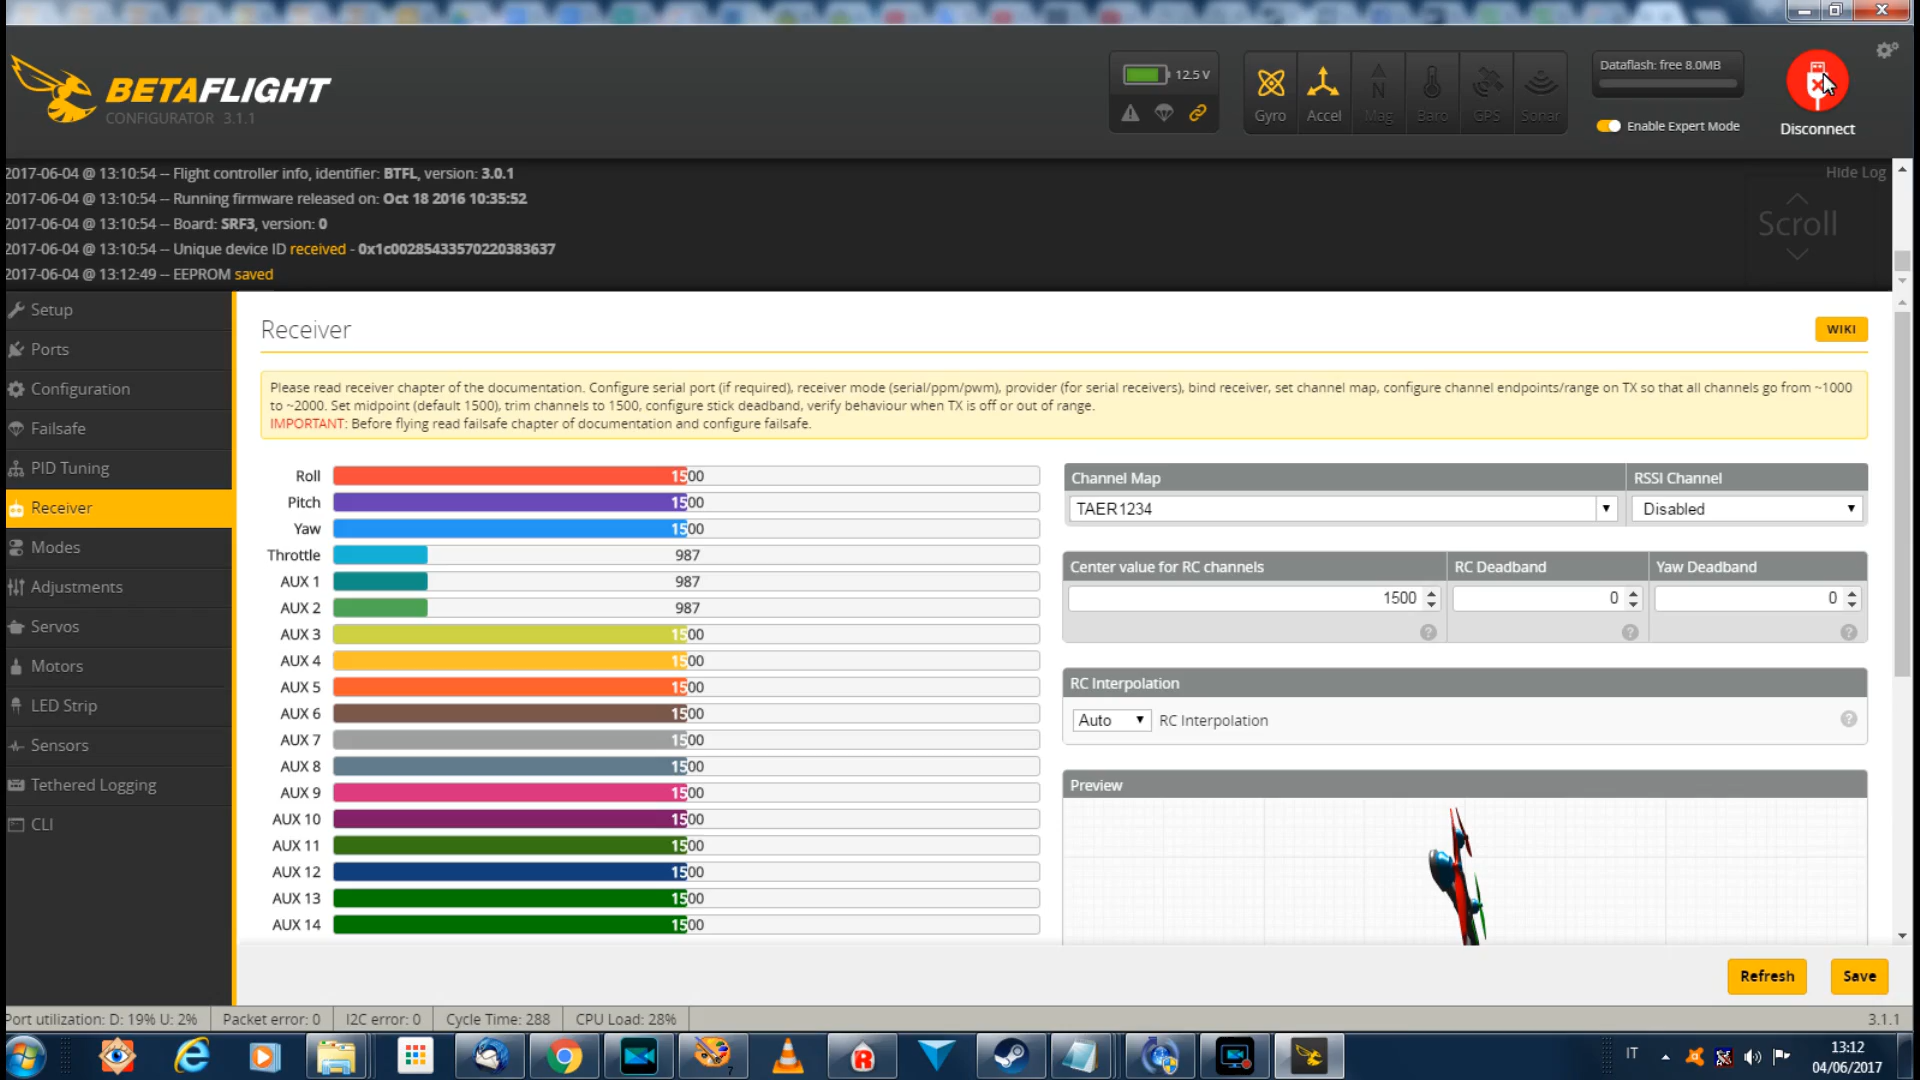 BETAFLIGHT
CONFIGURATOR 3.1.1
12.5 V
Gyro
Accel
Mag
Baro
GPS
Sonar
Dataflash: free 8.0MB
Enable Expert Mode
Disconnect
2017-06-04 @ 13:10:54 -- Flight controller info, identifier: BTFL, version: 3.0.1
2017-06-04 @ 13:10:54 -- Running firmware released on: Oct 18 2016 10:35:52
2017-06-04 @ 13:10:54 -- Board: SRF3, version: 0
2017-06-04 @ 13:10:54 -- Unique device ID received - 0x1c002854335702203836​37
2017-06-04 @ 13:12:49 -- EEPROM saved
Hide Log
Scroll
Setup
Ports
Configuration
Failsafe
PID Tuning
Receiver
Modes
Adjustments
Servos
Motors
LED Strip
Sensors
Tethered Logging
CLI
Receiver
WIKI
Please read receiver chapter of the documentation. Configure serial port (if required), receiver mode (serial/ppm/pwm), provider (for serial receivers), bind receiver, set channel map, configure channel endpoints/range on TX so that all channels go from ~1000
to ~2000. Set midpoint (default 1500), trim channels to 1500, configure stick deadband, verify behaviour when TX is off or out of range.
IMPORTANT: Before flying read failsafe chapter of documentation and configure failsafe.
Roll 1500
Pitch 1500
Yaw 1500
Throttle 987
AUX 1 987
AUX 2 987
AUX 3 1500
AUX 4 1500
AUX 5 1500
AUX 6 1500
AUX 7 1500
AUX 8 1500
AUX 9 1500
AUX 10 1500
AUX 11 1500
AUX 12 1500
AUX 13 1500
AUX 14 1500
Channel Map
RSSI Channel
TAER1234
Disabled
Center value for RC channels
RC Deadband
Yaw Deadband
1500
0
0
RC Interpolation
Auto
RC Interpolation
Preview
Refresh
Save
Port utilization: D: 19% U: 2%
Packet error: 0
I2C error: 0
Cycle Time: 288
CPU Load: 28%
3.1.1
IT
13:12
04/06/2017